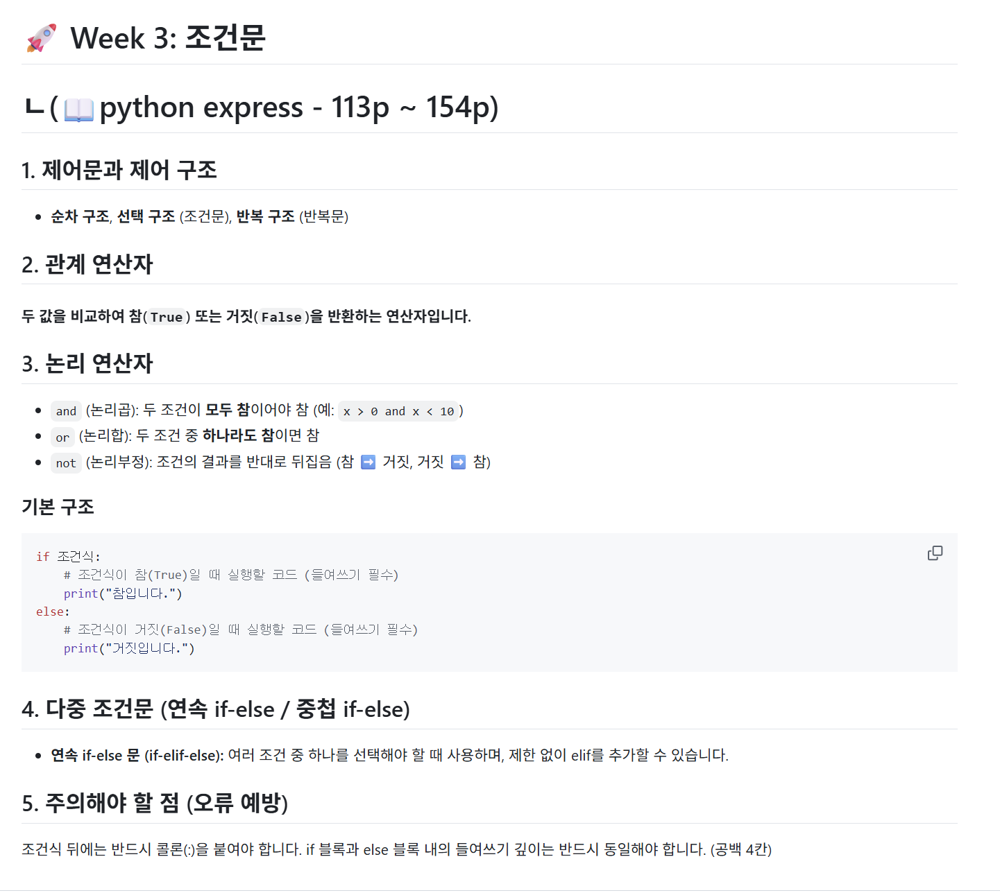 🚀 Week 3: 조건문
ㄴ(📖python express - 113p ~ 154p)
1. 제어문과 제어 구조
• 순차 구조, 선택 구조 (조건문), 반복 구조 (반복문)
2. 관계 연산자
두 값을 비교하여 참(True) 또는 거짓(False)을 반환하는 연산자입니다.
3. 논리 연산자
• and (논리곱): 두 조건이 모두 참이어야 참 (예: x > 0 and x < 10)
• or (논리합): 두 조건 중 하나라도 참이면 참
• not (논리부정): 조건의 결과를 반대로 뒤집음 (참 ➡️ 거짓, 거짓 ➡️ 참)
기본 구조
if 조건식:
    # 조건식이 참(True)일 때 실행할 코드 (들여쓰기 필수)
    print("참입니다.")
else:
    # 조건식이 거짓(False)일 때 실행할 코드 (들여쓰기 필수)
    print("거짓입니다.")
4. 다중 조건문 (연속 if-else / 중첩 if-else)
• 연속 if-else 문 (if-elif-else): 여러 조건 중 하나를 선택해야 할 때 사용하며, 제한 없이 elif를 추가할 수 있습니다.
5. 주의해야 할 점 (오류 예방)
조건식 뒤에는 반드시 콜론(:)을 붙여야 합니다. if 블록과 else 블록 내의 들여쓰기 깊이는 반드시 동일해야 합니다. (공백 4칸)